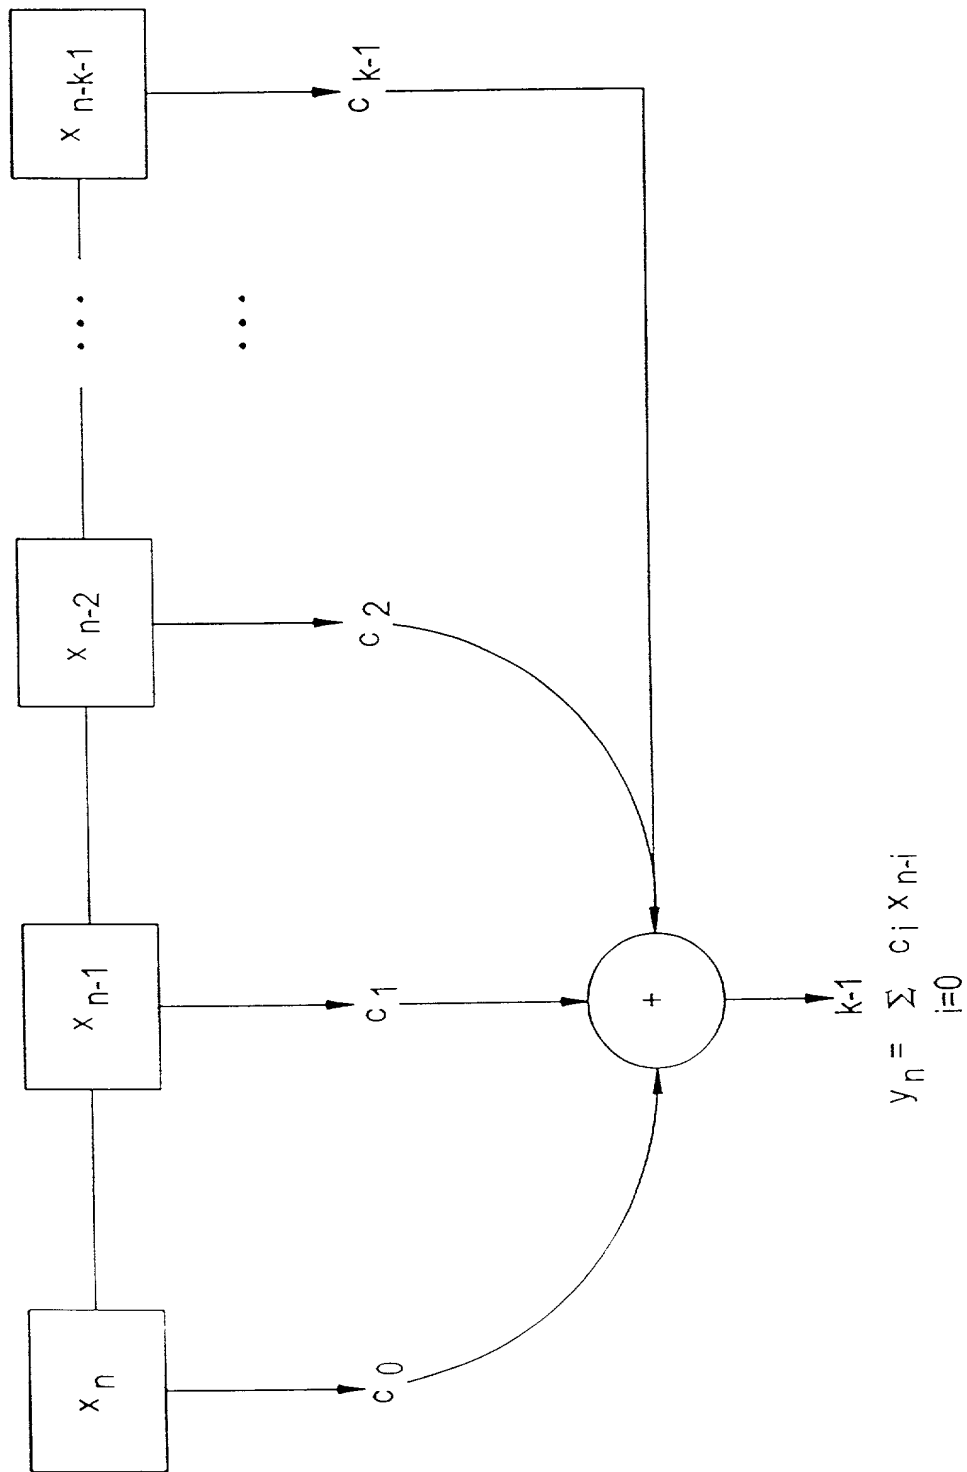 x n
x n-1
x n-2
...
x n-k-1
c 0
c 1
c 2
...
c k-1
+
k-1
y n = Σ c i x n-i
i=0